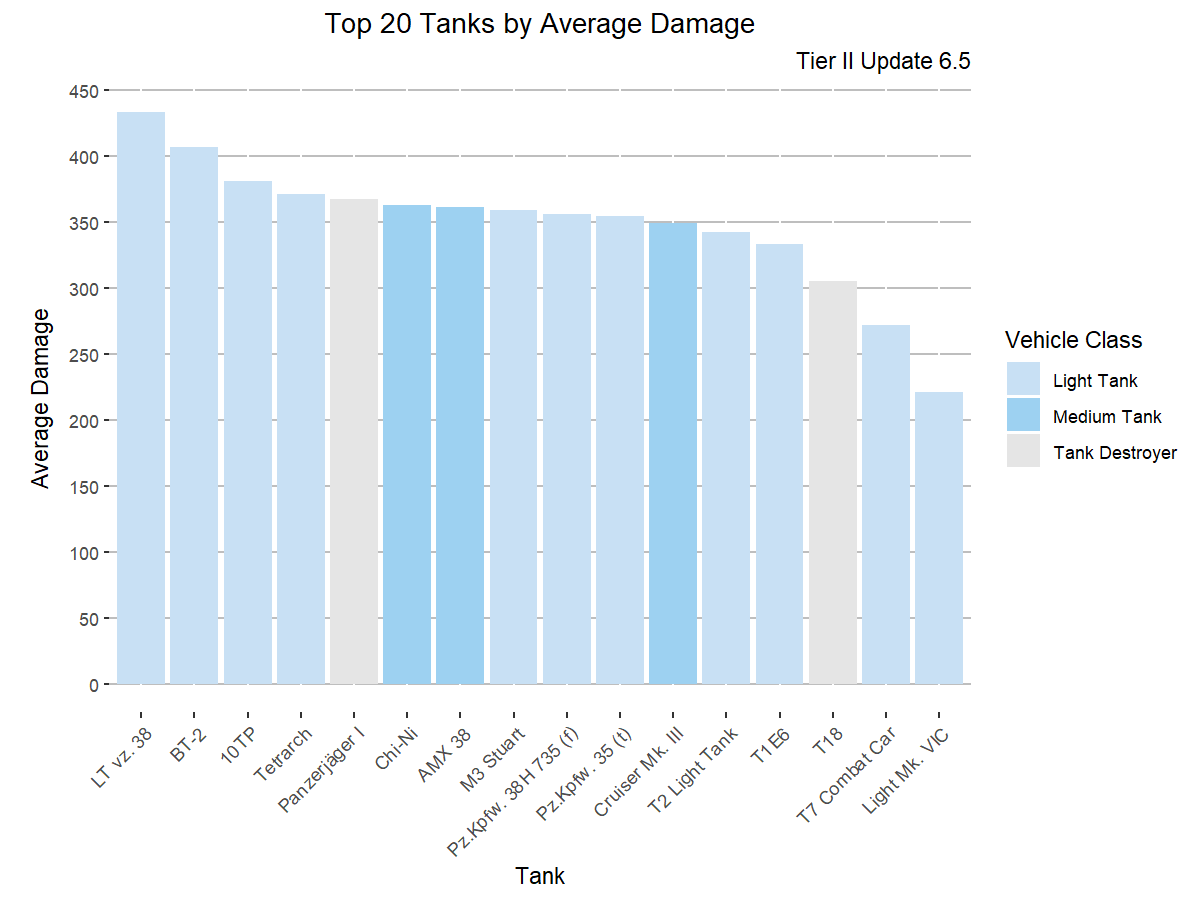 Top 20 Tanks by Average Damage
Tier II Update 6.5
450
400
350
300
250
200
150
100
50
0
Average Damage
LT vz. 38
BT-2
10TP
Tetrarch
Panzerjäger I
Chi-Ni
AMX 38
M3 Stuart
Pz.Kpfw. 38H 735 (f)
Pz.Kpfw. 35 (t)
Cruiser Mk. III
T2 Light Tank
T1E6
T18
T7 Combat Car
Light Mk. VIC
Tank
Vehicle Class
Light Tank
Medium Tank
Tank Destroyer